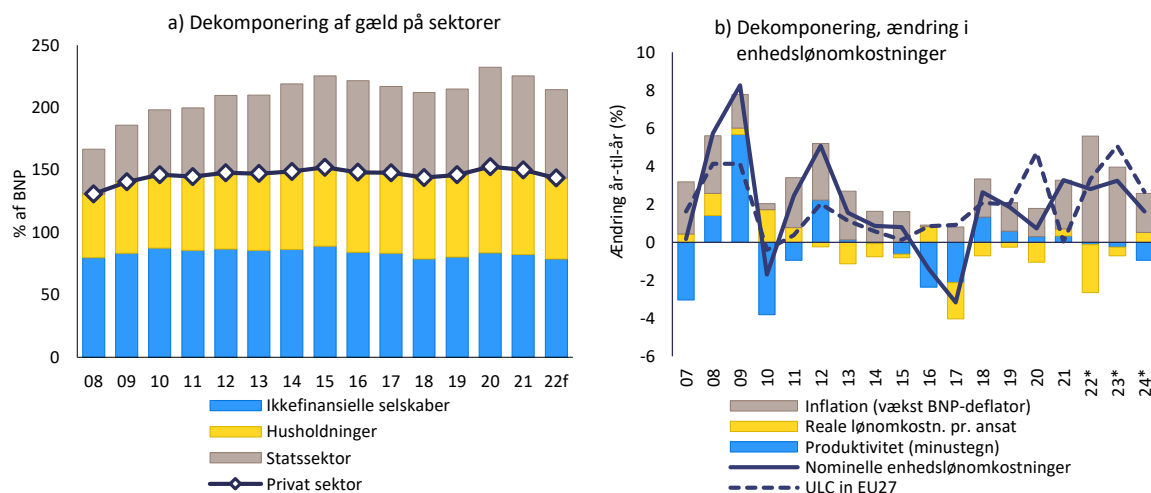 a) Dekomponering af gæld på sektorer
% af BNP
250
200
150
100
50
0
08 09 10 11 12 13 14 15 16 17 18 19 20 21 22f
Ikkefinansielle selskaber
Husholdninger
Statssektor
Privat sektor
b) Dekomponering, ændring i
enhedslønomkostninger
Ændring år-til-år (%)
10
8
6
4
2
0
-2
-4
-6
07 08 09 10 11 12 13 14 15 16 17 18 19 20 21 22* 23* 24*
Inflation (vækst BNP-deflator)
Reale lønomkostn. pr. ansat
Produktivitet (minustegn)
Nominelle enhedslønomkostninger
ULC in EU27